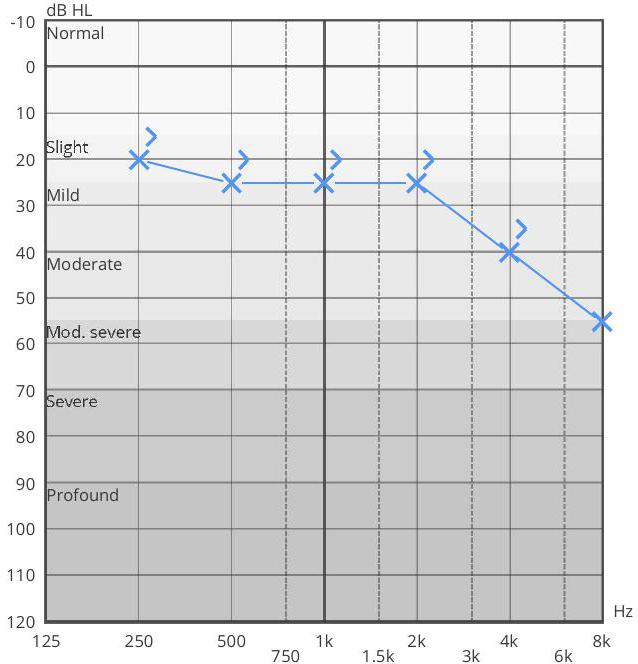 dB HL
-10
Normal
0
10
Slight
20
Mild
30
40
Moderate
50
Mod. severe
60
70
Severe
80
90
Profound
100
110
120
Hz
125 250 500 1k 2k 4k 8k
750 1.5k 3k 6k